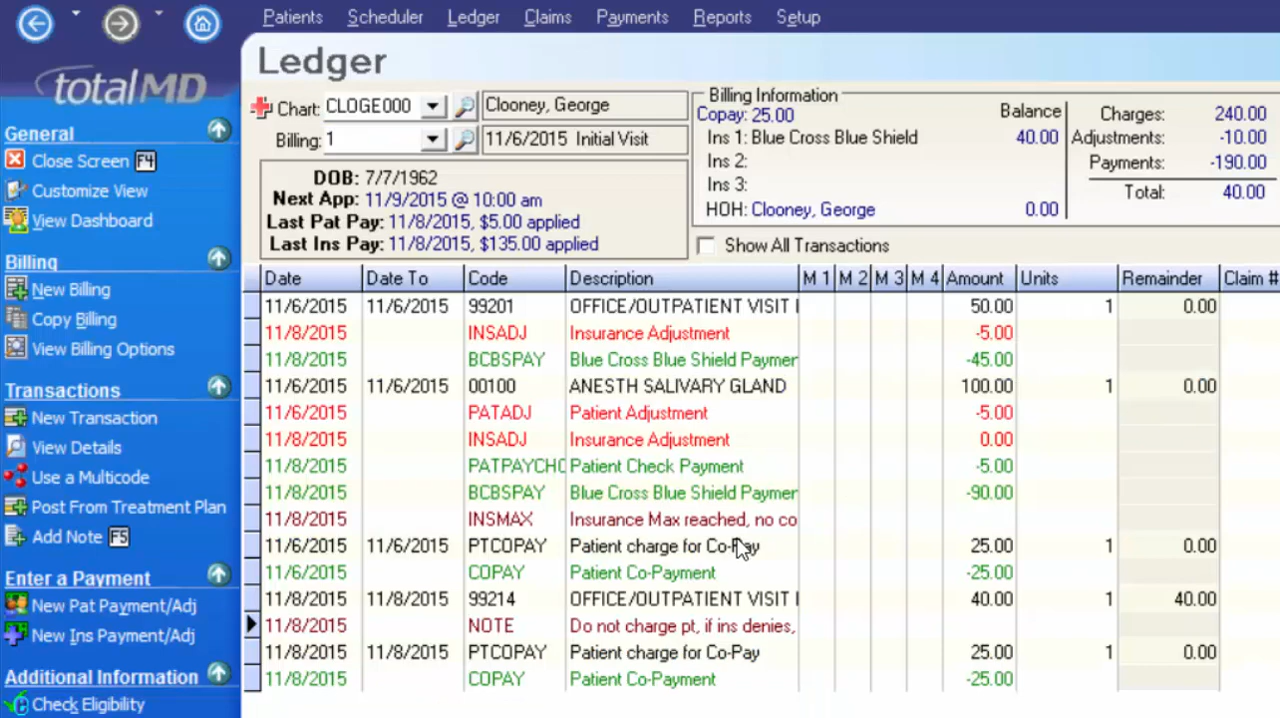 Patients Scheduler Ledger Claims Payments Reports Setup
totalMD
Ledger
General
Close Screen F4
Customize View
View Dashboard
Billing
New Billing
Copy Billing
View Billing Options
Transactions
New Transaction
View Details
Use a Multicode
Post From Treatment Plan
Add Note F5
Enter a Payment
New Pat Payment/Adj
New Ins Payment/Adj
Additional Information
Check Eligibility
Chart: CLOGE000 Clooney, George
Billing: 1 11/6/2015 Initial Visit
DOB: 7/7/1962
Next App: 11/9/2015 @ 10:00 am
Last Pat Pay: 11/8/2015, $5.00 applied
Last Ins Pay: 11/8/2015, $135.00 applied
Billing Information
Copay: 25.00 Balance
Ins 1: Blue Cross Blue Shield 40.00
Ins 2:
Ins 3:
HOH: Clooney, George 0.00
Charges: 240.00
Adjustments: -10.00
Payments: -190.00
Total: 40.00
Show All Transactions
Date Date To Code Description M 1 M 2 M 3 M 4 Amount Units Remainder Claim #
11/6/2015 11/6/2015 99201 OFFICE/OUTPATIENT VISIT 50.00 1 0.00
11/8/2015 INSADJ Insurance Adjustment -5.00
11/8/2015 BCBSPAY Blue Cross Blue Shield Paymer -45.00
11/6/2015 11/6/2015 00100 ANESTH SALIVARY GLAND 100.00 1 0.00
11/6/2015 PATADJ Patient Adjustment -5.00
11/8/2015 INSADJ Insurance Adjustment 0.00
11/8/2015 PATPAYCHC Patient Check Payment -5.00
11/8/2015 BCBSPAY Blue Cross Blue Shield Paymer -90.00
11/8/2015 INSMAX Insurance Max reached, no co
11/6/2015 11/6/2015 PTCOPAY Patient charge for Co-Pay 25.00 1 0.00
11/8/2015 COPAY Patient Co-Payment -25.00
11/8/2015 11/8/2015 99214 OFFICE/OUTPATIENT VISIT 40.00 1 40.00
11/8/2015 NOTE Do not charge pt, if ins denies,
11/8/2015 11/8/2015 PTCOPAY Patient charge for Co-Pay 25.00 1 0.00
11/8/2015 COPAY Patient Co-Payment -25.00